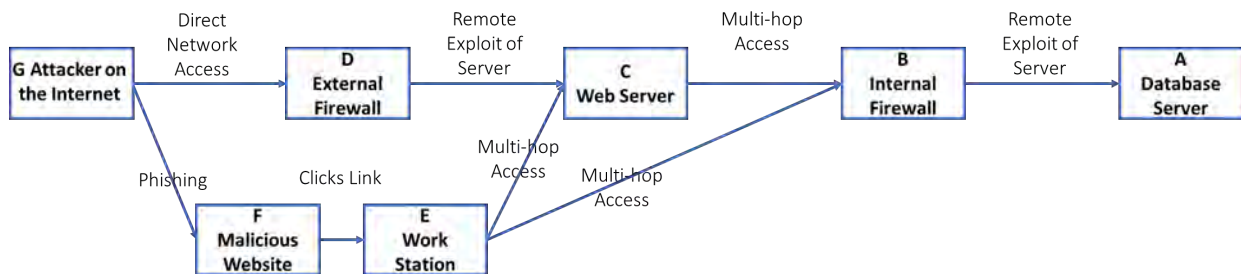 Direct
Network
Access
Remote
Exploit of
Server
Multi-hop
Access
Remote
Exploit of
Server
G Attacker on
the Internet
D
External
Firewall
C
Web Server
B
Internal
Firewall
A
Database
Server
Phishing
Clicks Link
Multi-hop
Access
Multi-hop
Access
F
Malicious
Website
E
Work
Station